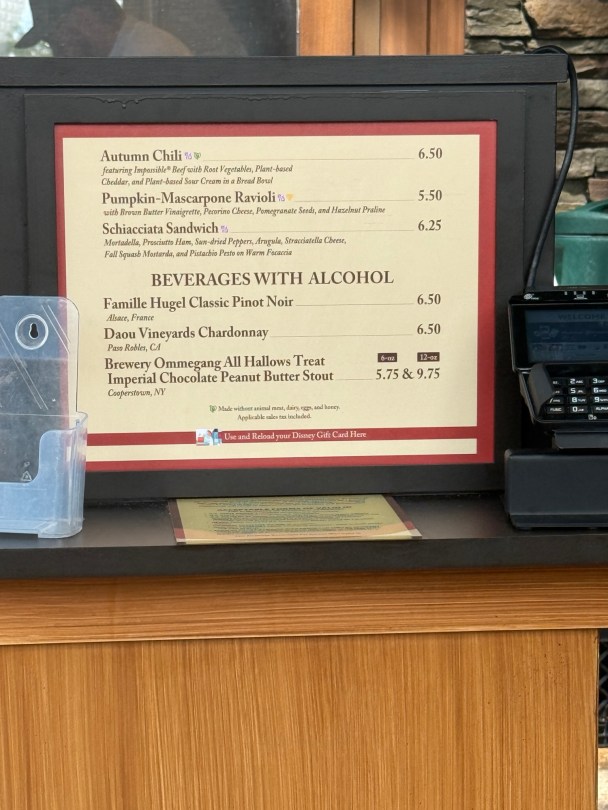 Autumn Chili 6.50
featuring Impossible® Beef with Root Vegetables, Plant-based
Cheddar, and Plant-based Sour Cream in a Bread Bowl
Pumpkin-Mascarpone Ravioli 5.50
with Brown Butter Vinaigrette, Pecorino Cheese, Pomegranate Seeds, and Hazelnut Praline
Schiacciata Sandwich 6.25
Mortadella, Prosciutto Ham, Sun-dried Peppers, Arugula, Stracciatella Cheese,
Fall Squash Mostarda, and Pistachio Pesto on Warm Focaccia
BEVERAGES WITH ALCOHOL
Famille Hugel Classic Pinot Noir 6.50
Alsace, France
Daou Vineyards Chardonnay 6.50
Paso Robles, CA
Brewery Ommegang All Hallows Treat 6-oz 12-oz
Imperial Chocolate Peanut Butter Stout 5.75 & 9.75
Cooperstown, NY
Made without animal meat, dairy, eggs, and honey.
Applicable sales tax included.
Use and Reload your Disney Gift Card Here
WELCOME